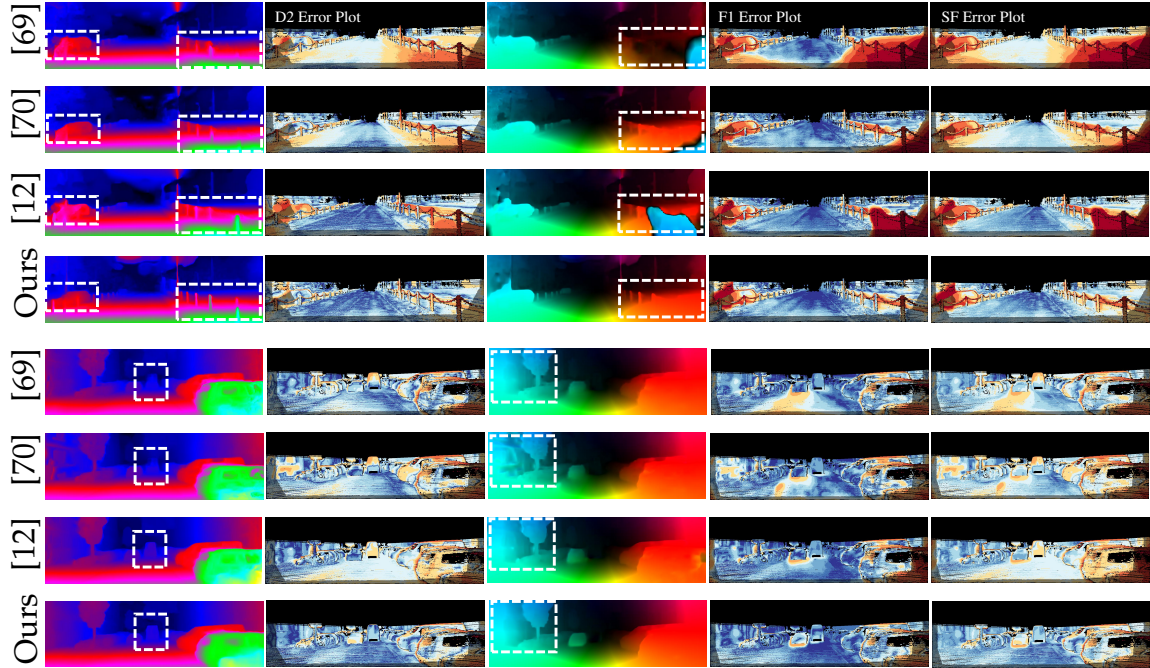 [69]
D2 Error Plot
F1 Error Plot
SF Error Plot
[70]
[12]
Ours
[69]
[70]
[12]
Ours